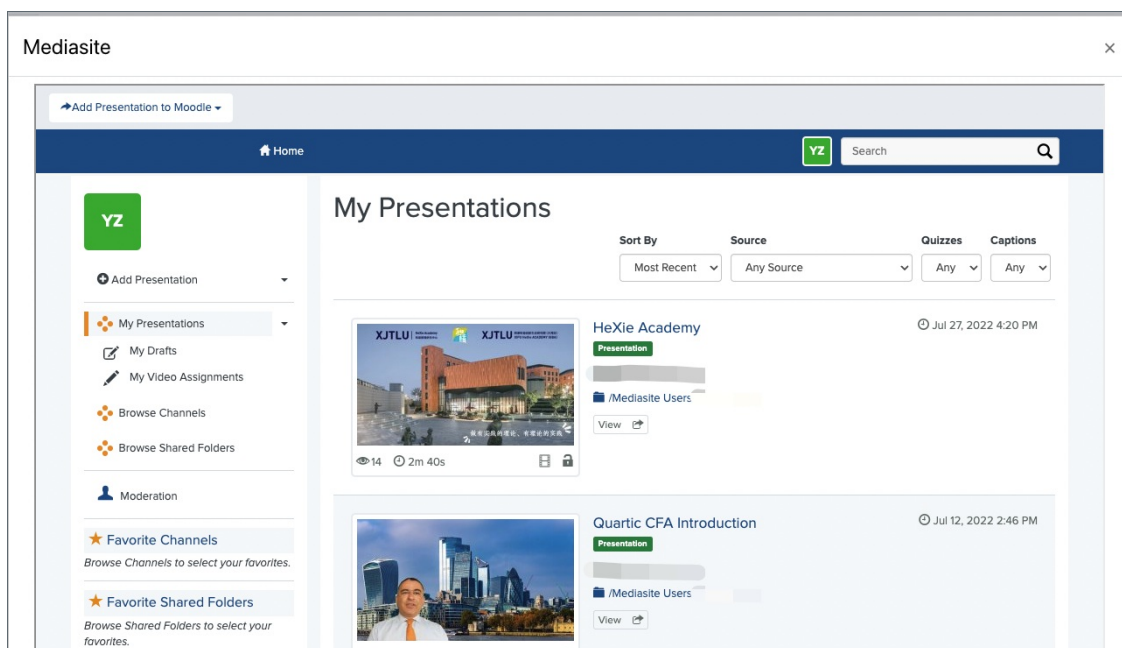 Mediasite
×
Add Presentation to Moodle
Home
YZ
Search
YZ
Add Presentation
My Presentations
My Drafts
My Video Assignments
Browse Channels
Browse Shared Folders
Moderation
Favorite Channels
Browse Channels to select your favorites.
Favorite Shared Folders
Browse Shared Folders to select your
favorites.
My Presentations
Sort By Source Quizzes Captions
Most Recent Any Source Any Any
XJTLU XJTLU
HeXie Academy
Jul 27, 2022 4:20 PM
Presentation
/Mediasite Users
View
14 2m 40s
Quartic CFA Introduction
Jul 12, 2022 2:46 PM
Presentation
/Mediasite Users
View